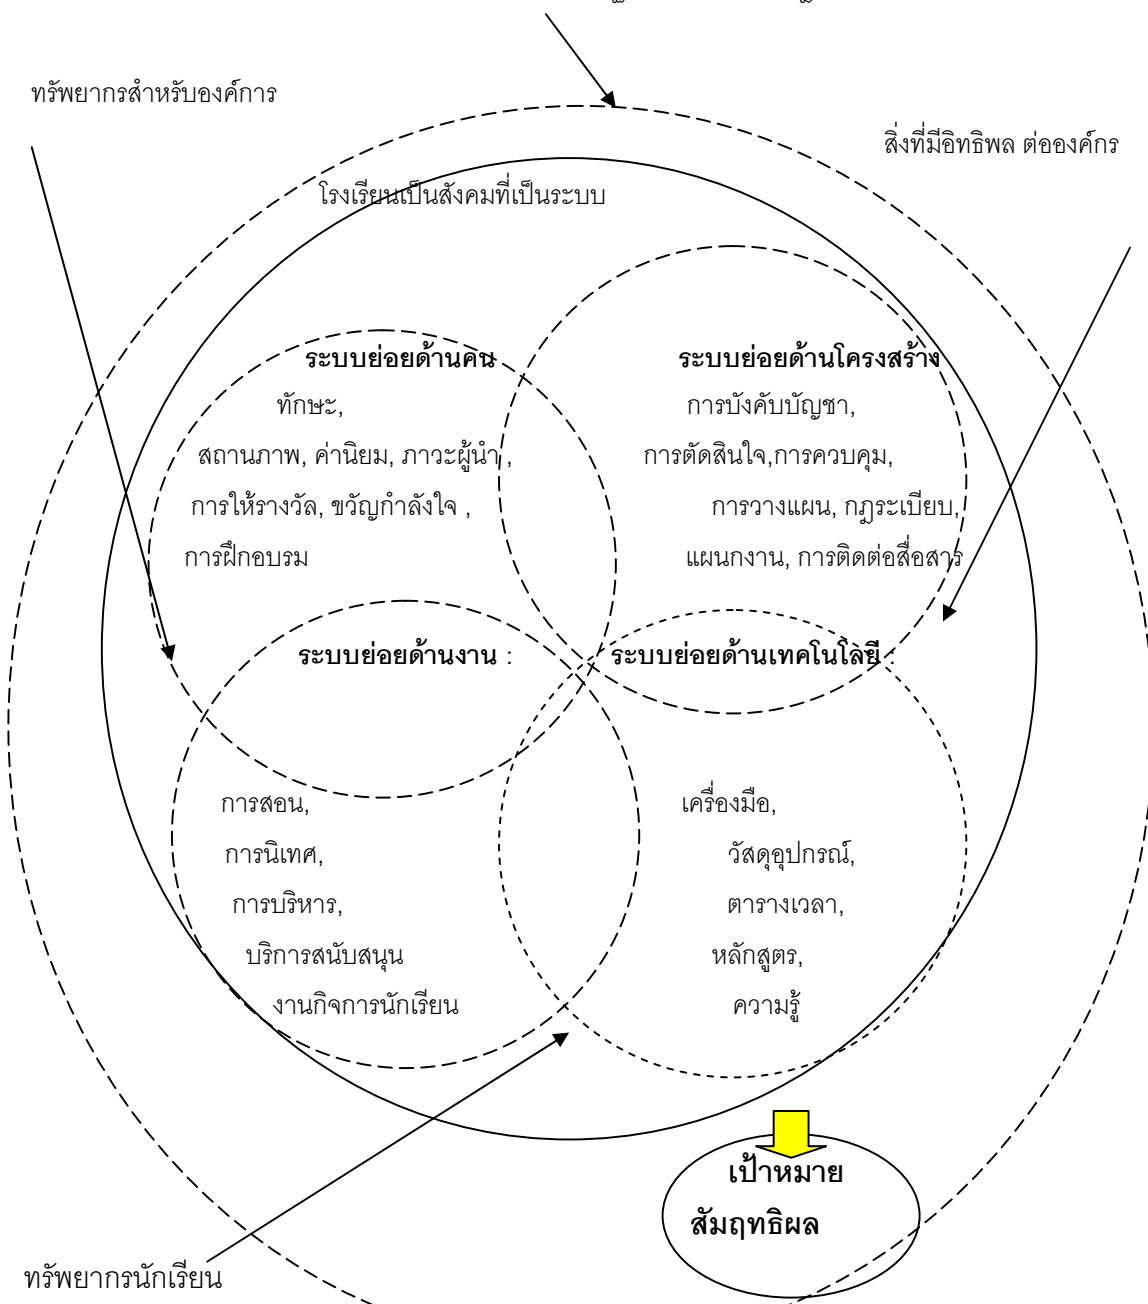 ทรัพยากรสำหรับองค์การ
สิ่งที่มีอิทธิพล ต่อองค์กร
โรงเรียนเป็นสังคมที่เป็นระบบ
ระบบย่อยด้านคน
ทักษะ,
สถานภาพ, ค่านิยม, ภาวะผู้นำ ,
การให้รางวัล, ขวัญกำลังใจ ,
การฝึกอบรม
ระบบย่อยด้านโครงสร้าง
การบังคับบัญชา,
การตัดสินใจ,การควบคุม,
การวางแผน, กฎระเบียบ,
แผนกงาน, การติดต่อสื่อสาร
ระบบย่อยด้านงาน :
การสอน,
การนิเทศ,
การบริหาร,
บริการสนับสนุน
งานกิจการนักเรียน
ระบบย่อยด้านเทคโนโลยี :
เครื่องมือ,
วัสดุอุปกรณ์,
ตารางเวลา,
หลักสูตร,
ความรู้
เป้าหมาย
สัมฤทธิผล
ทรัพยากรนักเรียน